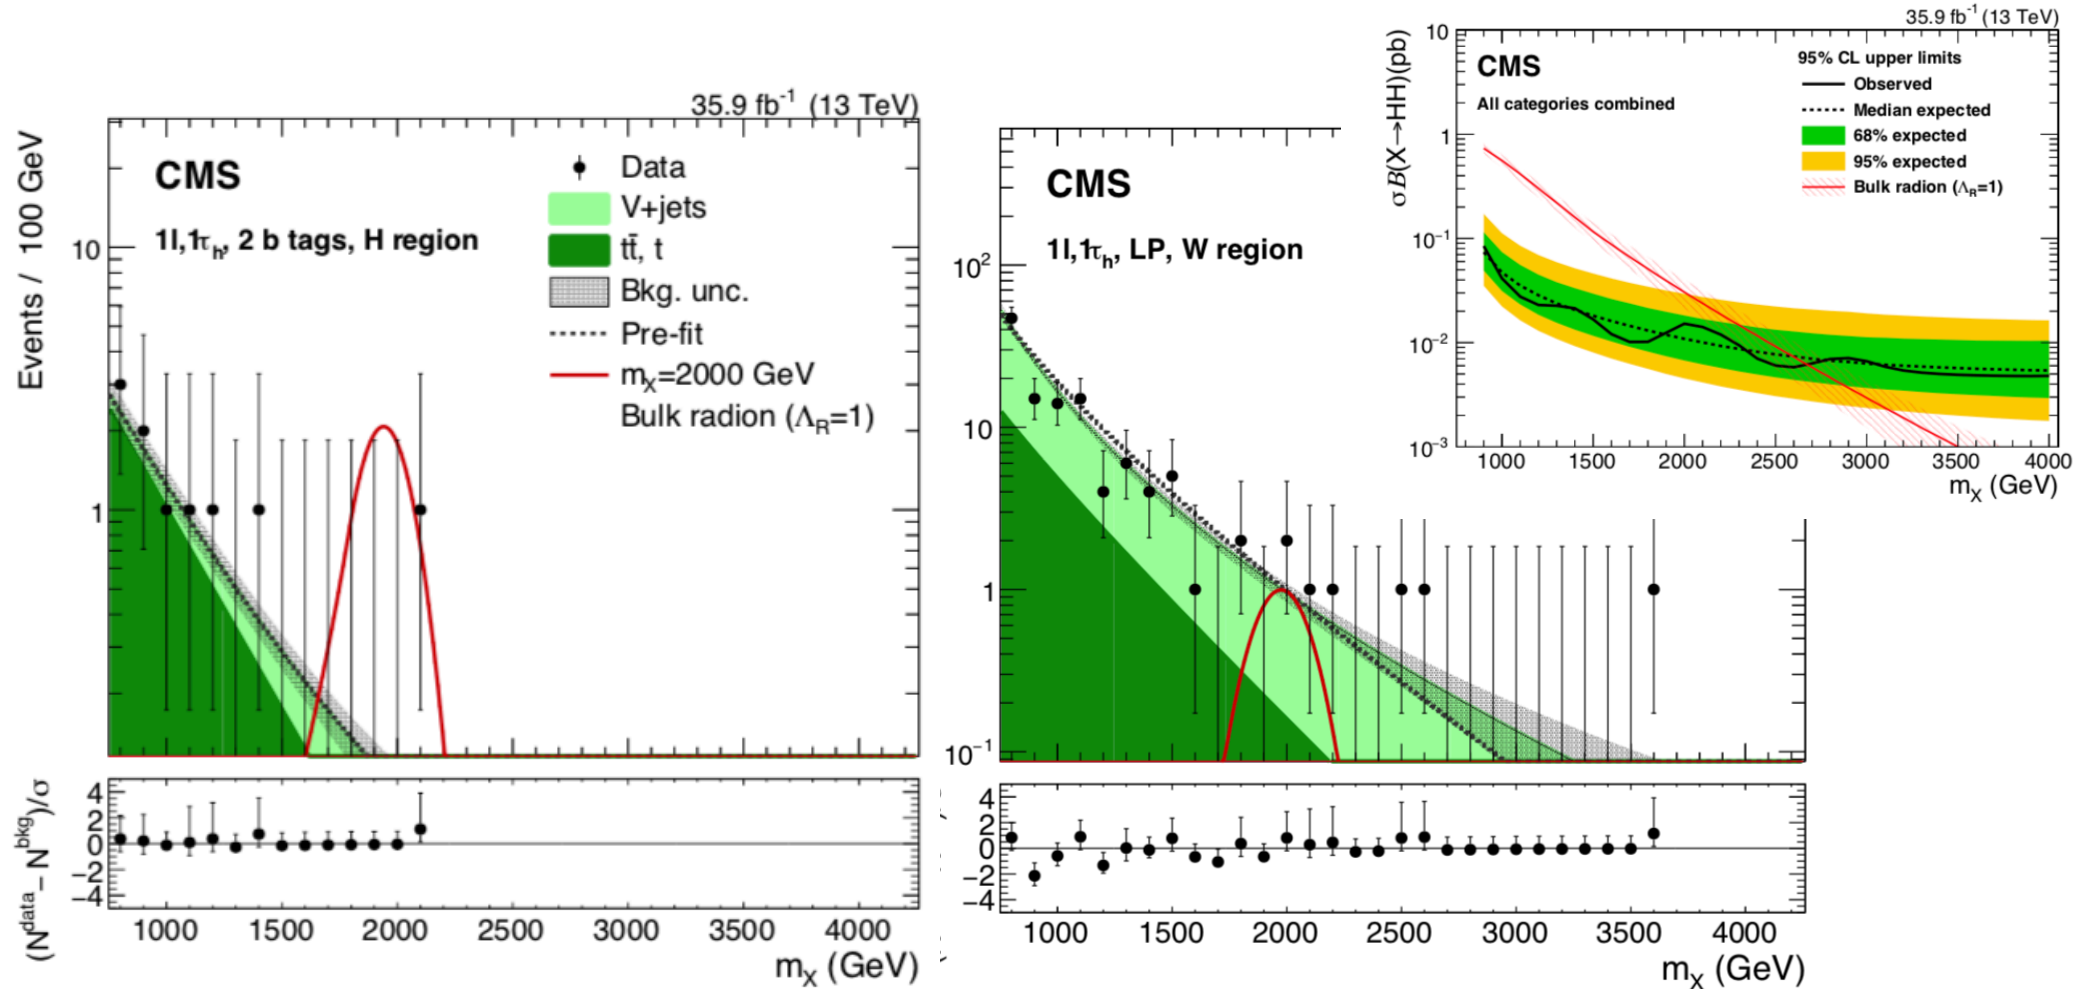 35.9 fb⁻¹ (13 TeV)
Events / 100 GeV
CMS
1l,1τh, 2 b tags, H region
Data
V+jets
tt̄, t
Bkg. unc.
Pre-fit
mX=2000 GeV
Bulk radion (ΛR=1)
10
1
(Ndata – Nbkg)/σ
4
2
0
−2
−4
1000 1500 2000 2500 3000 3500 4000
mX (GeV)
CMS
1l,1τh, LP, W region
10²
10
1
10⁻¹
4
2
0
−2
−4
1000 1500 2000 2500 3000 3500 4000
mX (GeV)
35.9 fb⁻¹ (13 TeV)
σB(X→HH)(pb)
CMS
All categories combined
95% CL upper limits
Observed
Median expected
68% expected
95% expected
Bulk radion (ΛR=1)
10
1
10⁻¹
10⁻²
10⁻³
1000 1500 2000 2500 3000 3500 4000
mX (GeV)